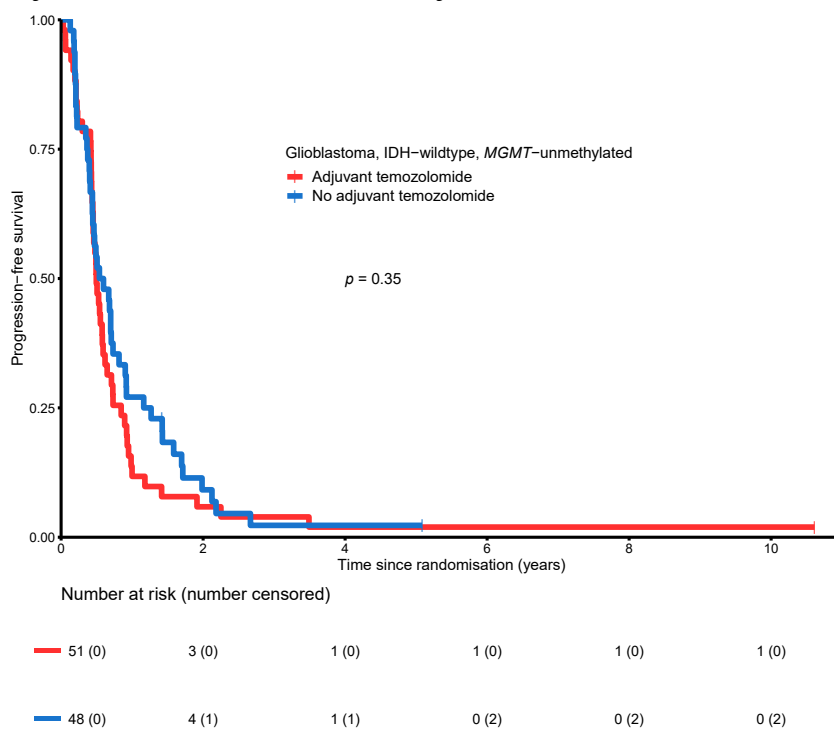 1.00
0.75
0.50
0.25
0.00
Progression−free survival
Glioblastoma, IDH−wildtype, MGMT−unmethylated
Adjuvant temozolomide
No adjuvant temozolomide
p = 0.35
0 2 4 6 8 10
Time since randomisation (years)
Number at risk (number censored)
51 (0) 3 (0) 1 (0) 1 (0) 1 (0) 1 (0)
48 (0) 4 (1) 1 (1) 0 (2) 0 (2) 0 (2)